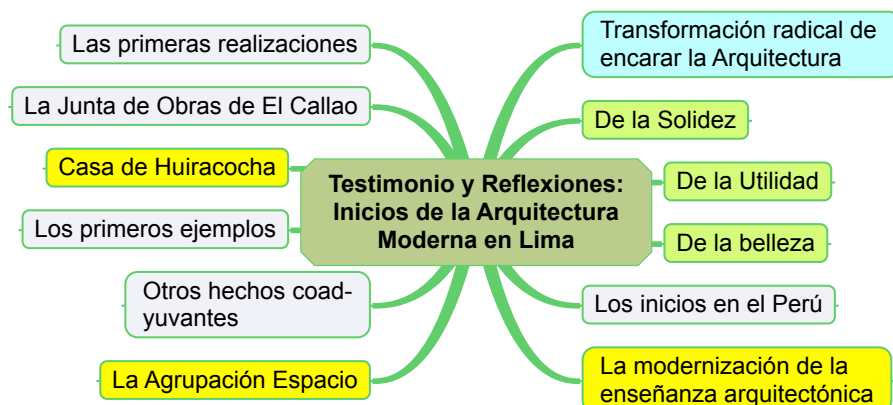 Testimonio y Reflexiones:
Inicios de la Arquitectura
Moderna en Lima
Transformación radical de
encarar la Arquitectura
De la Solidez
De la Utilidad
De la belleza
Los inicios en el Perú
La modernización de la
enseñanza arquitectónica
Las primeras realizaciones
La Junta de Obras de El Callao
Casa de Huiracocha
Los primeros ejemplos
Otros hechos coad-
yuvantes
La Agrupación Espacio